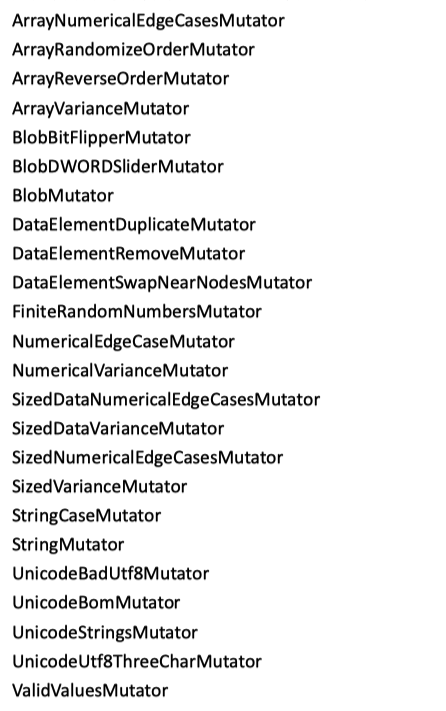 ArrayNumericalEdgeCasesMutator
ArrayRandomizeOrderMutator
ArrayReverseOrderMutator
ArrayVarianceMutator
BlobBitFlipperMutator
BlobDWORDSliderMutator
BlobMutator
DataElementDuplicateMutator
DataElementRemoveMutator
DataElementSwapNearNodesMutator
FiniteRandomNumbersMutator
NumericalEdgeCaseMutator
NumericalVarianceMutator
SizedDataNumericalEdgeCasesMutator
SizedDataVarianceMutator
SizedNumericalEdgeCasesMutator
SizedVarianceMutator
StringCaseMutator
StringMutator
UnicodeBadUtf8Mutator
UnicodeBomMutator
UnicodeStringsMutator
UnicodeUtf8ThreeCharMutator
ValidValuesMutator